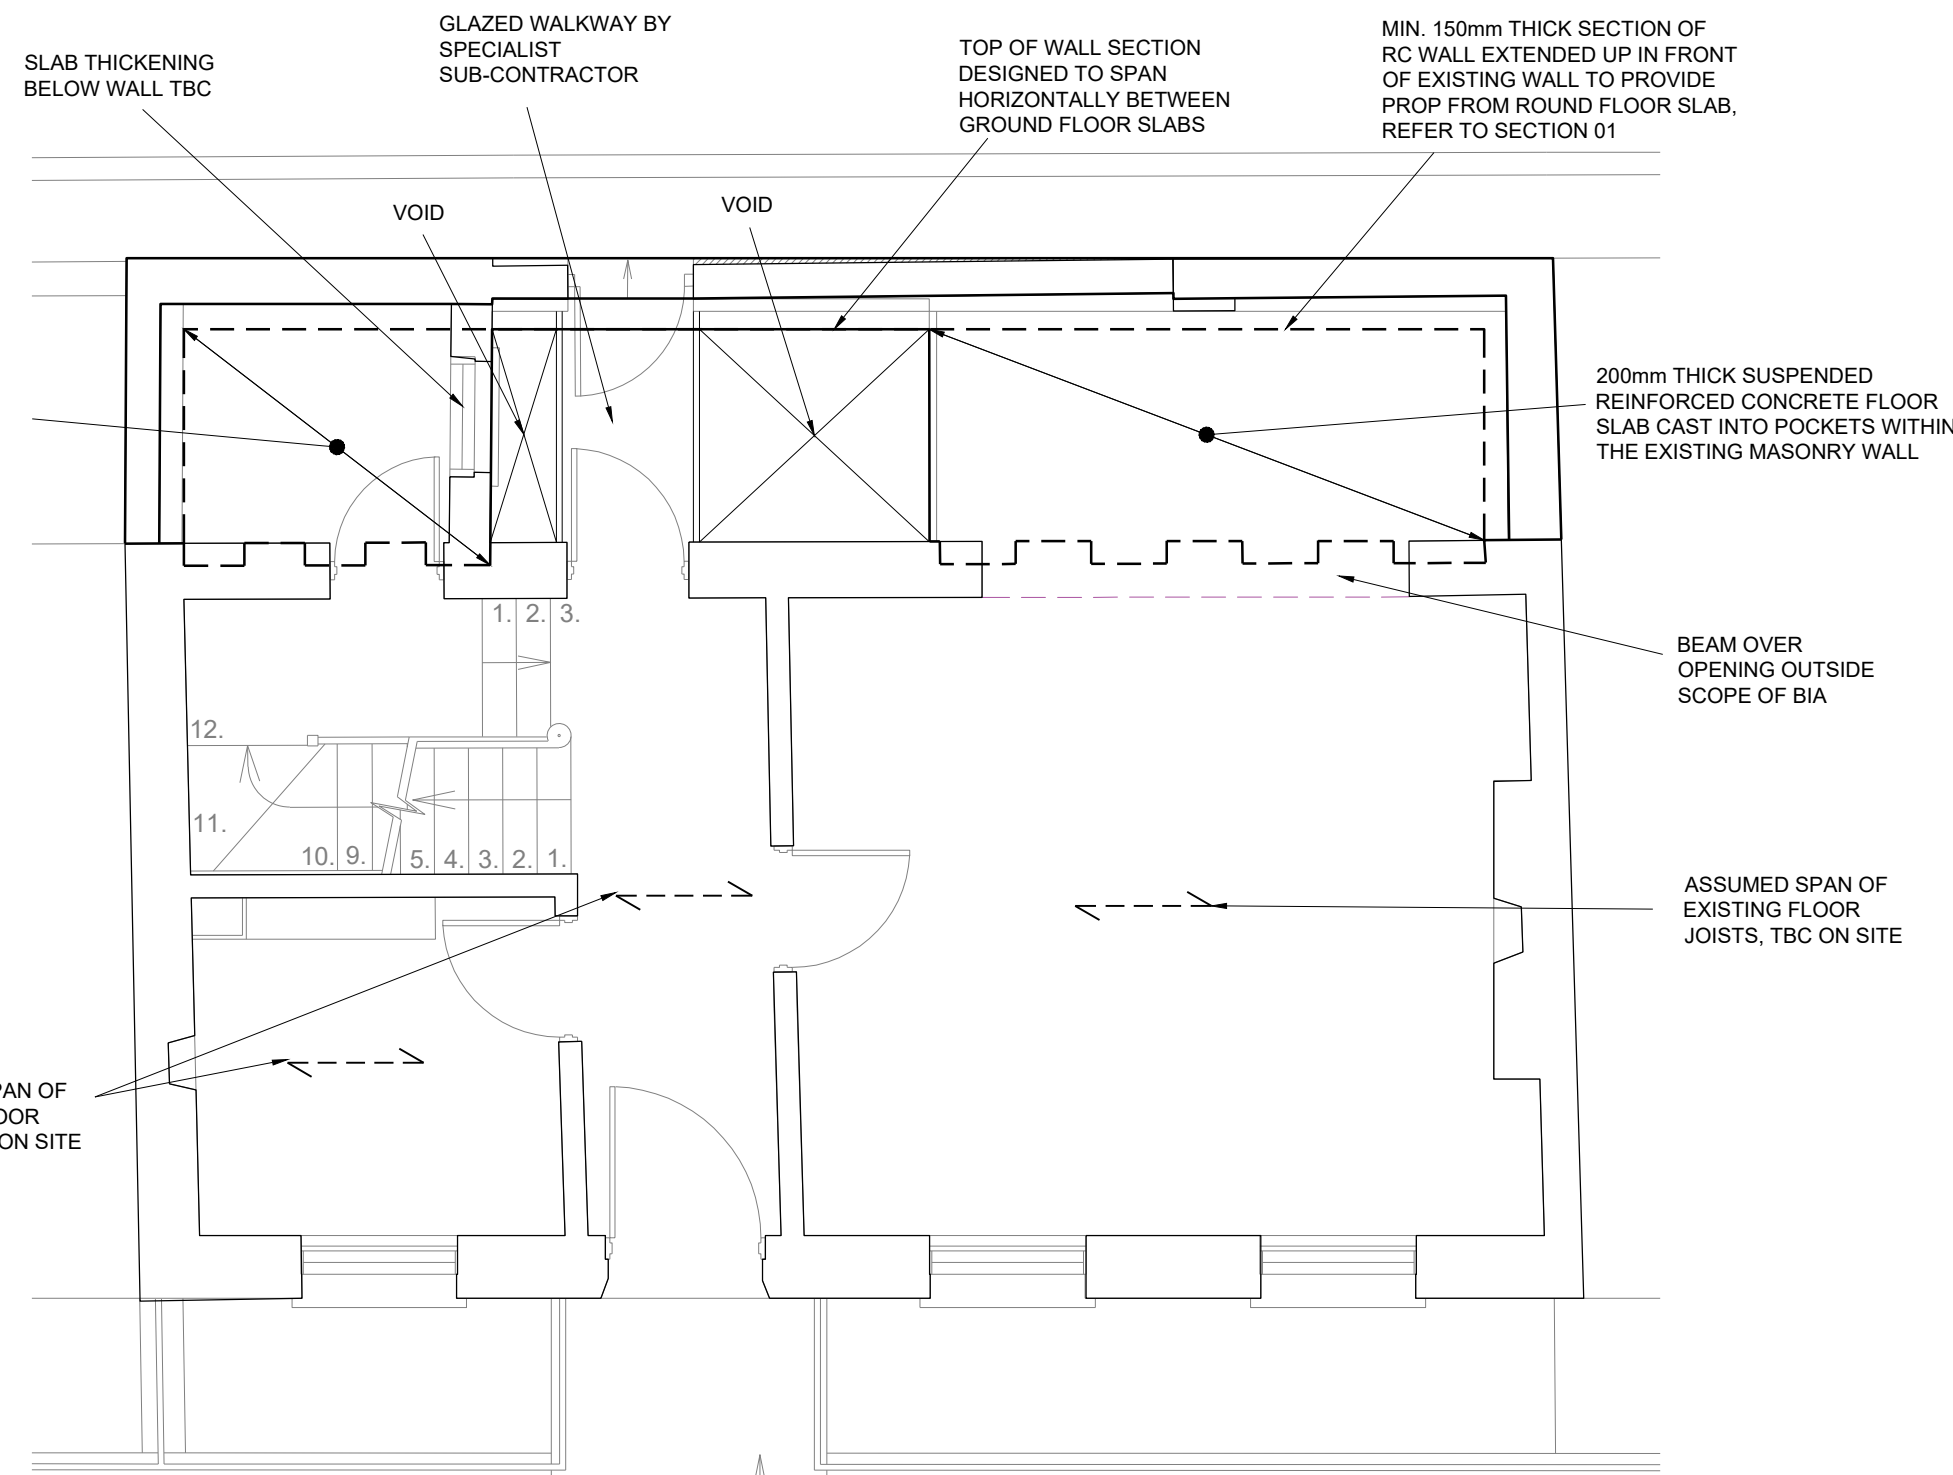 GLAZED WALKWAY BY
SPECIALIST
SUB-CONTRACTOR
SLAB THICKENING
BELOW WALL TBC
TOP OF WALL SECTION
DESIGNED TO SPAN
HORIZONTALLY BETWEEN
GROUND FLOOR SLABS
MIN. 150mm THICK SECTION OF
RC WALL EXTENDED UP IN FRONT
OF EXISTING WALL TO PROVIDE
PROP FROM ROUND FLOOR SLAB,
REFER TO SECTION 01
VOID
VOID
200mm THICK SUSPENDED
REINFORCED CONCRETE FLOOR
SLAB CAST INTO POCKETS WITHIN
THE EXISTING MASONRY WALL
1. 2. 3.
BEAM OVER
OPENING OUTSIDE
SCOPE OF BIA
12.
11.
10. 9. 5. 4. 3. 2. 1.
ASSUMED SPAN OF
EXISTING FLOOR
JOISTS, TBC ON SITE
PAN OF
OOR
ON SITE